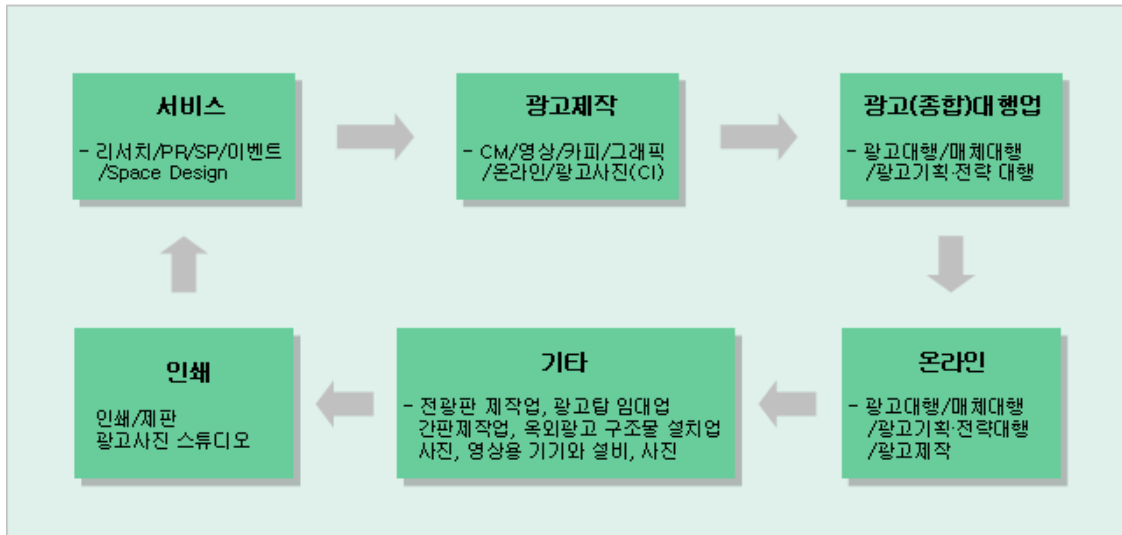 서비스
- 리서치/PR/SP/이벤트
/Space Design
광고제작
- CM/영상/카피/그래픽
/온라인/광고사진(CI)
광고(종합)대행업
- 광고대행/매체대행
/광고기획·전략 대행
인쇄
인쇄/제판
광고사진 스튜디오
기타
- 전광판 제작업, 광고탑 임대업
간판제작업, 옥외광고 구조물 설치업
사진, 영상용 기기와 설비, 사진
온라인
- 광고대행/매체대행
/광고기획·전략대행
/광고제작